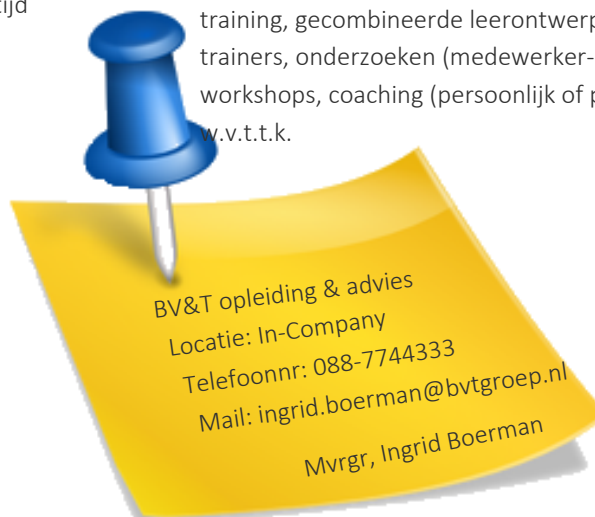 tijd
training, gecombineerde leerontwerp
trainers, onderzoeken (medewerker-
workshops, coaching (persoonlijk of p
w.v.t.t.k.
BV&T opleiding & advies
Locatie: In-Company
Telefoonnr: 088-7744333
Mail: ingrid.boerman@bvtgroep.nl
Mvrgr, Ingrid Boerman